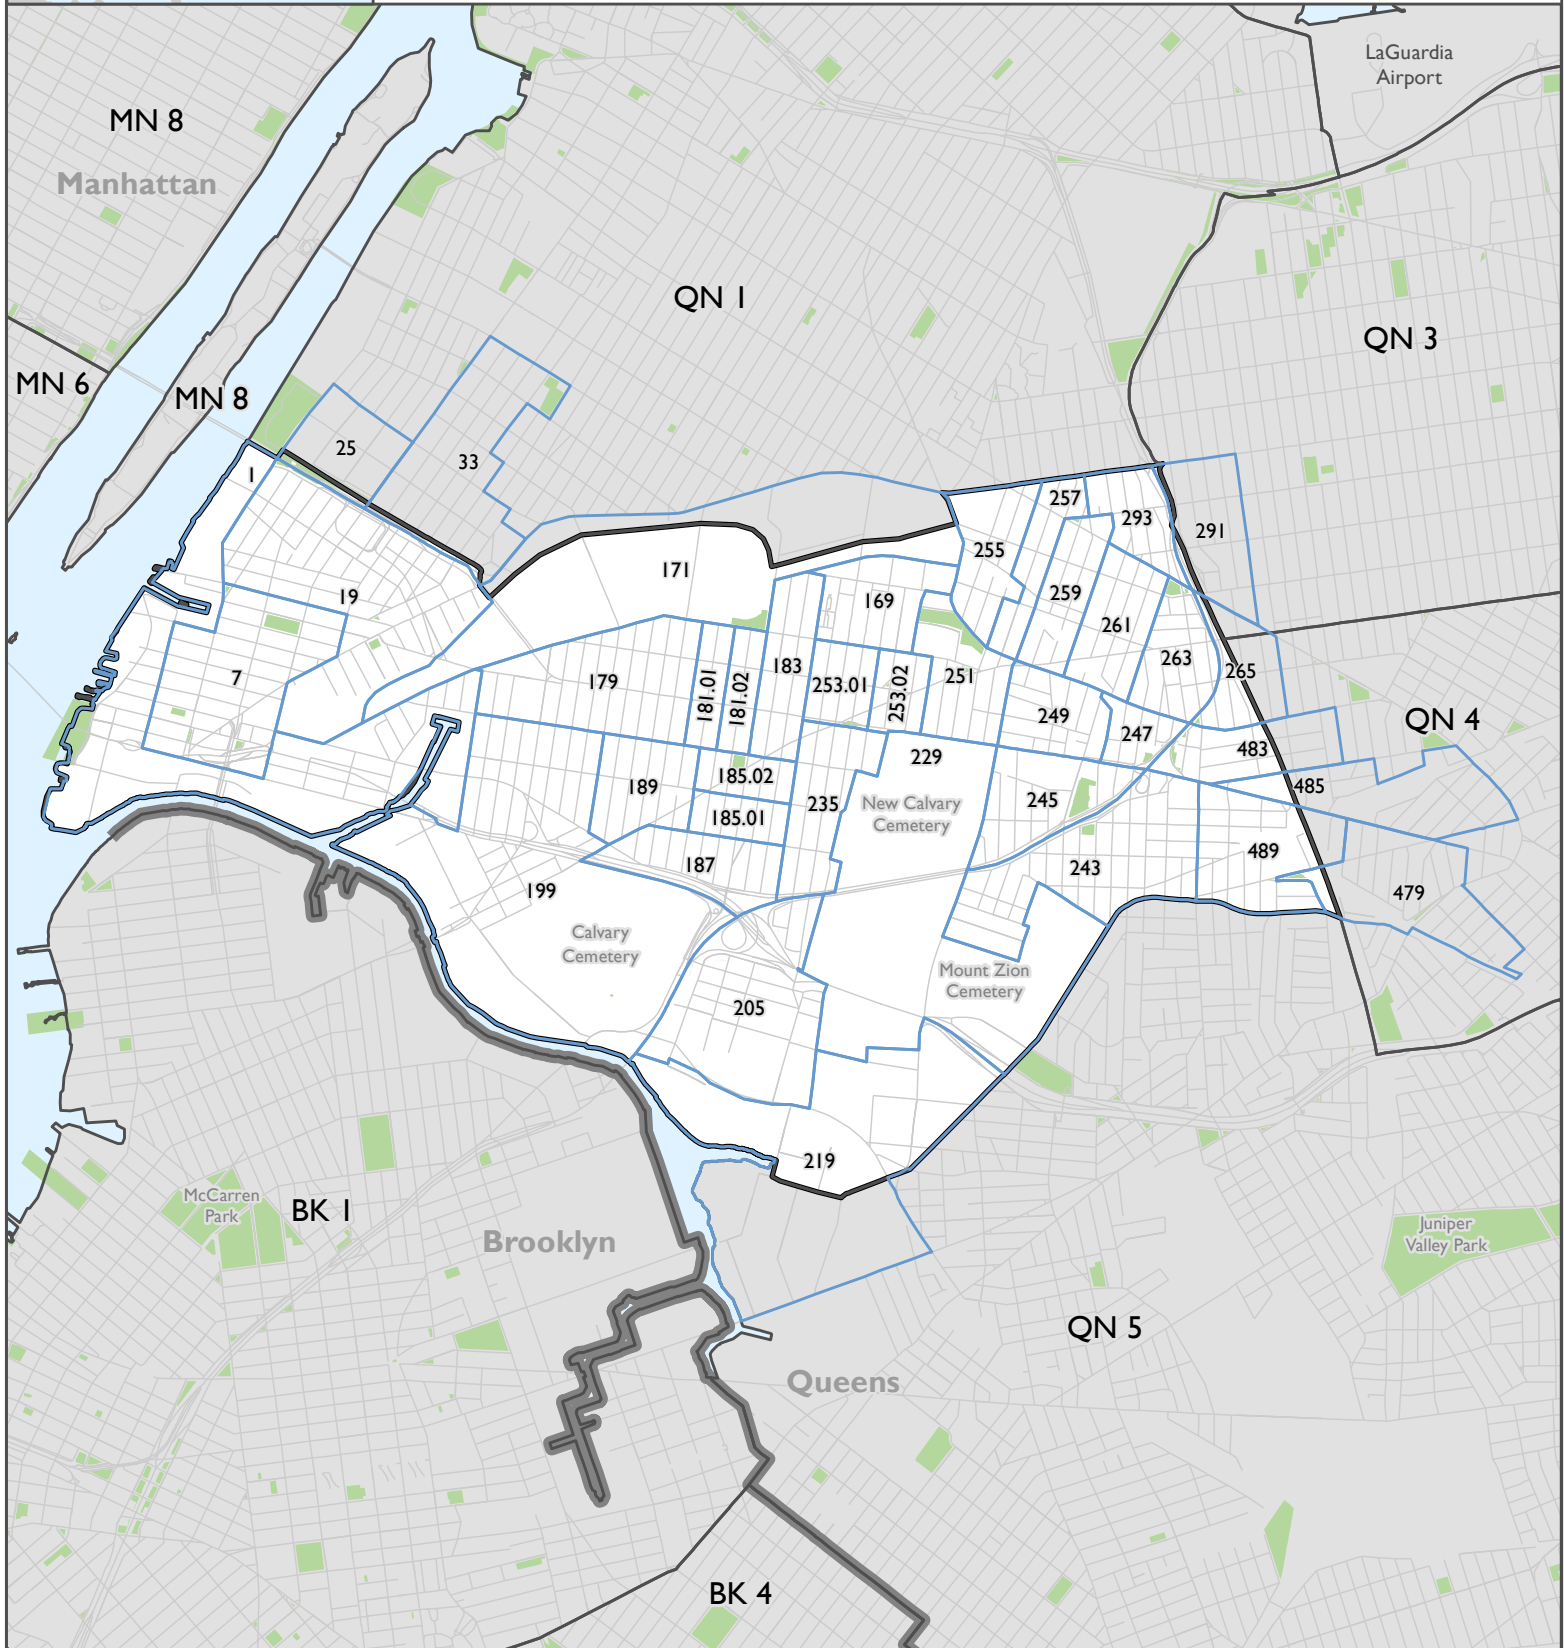 LaGuardia
Airport
MN 8
Manhattan
QN 1
QN 3
MN 6
MN 8
25
33
1
257
293
291
255
171
19
259
169
261
263
265
7
179
181.01
181.02
183
253.01
253.02
251
249
247
QN 4
483
229
185.02
189
485
New Calvary
Cemetery
245
235
185.01
489
187
243
199
479
Calvary
Cemetery
Mount Zion
Cemetery
205
219
McCarren
Park
BK 1
Brooklyn
Juniper
Valley Park
QN 5
Queens
BK 4